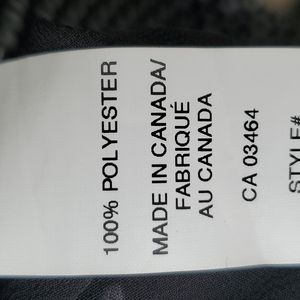 100% POLYESTER
MADE IN CANADA/
FABRIQUÉ
AU CANADA
CA 03464
STYLE#